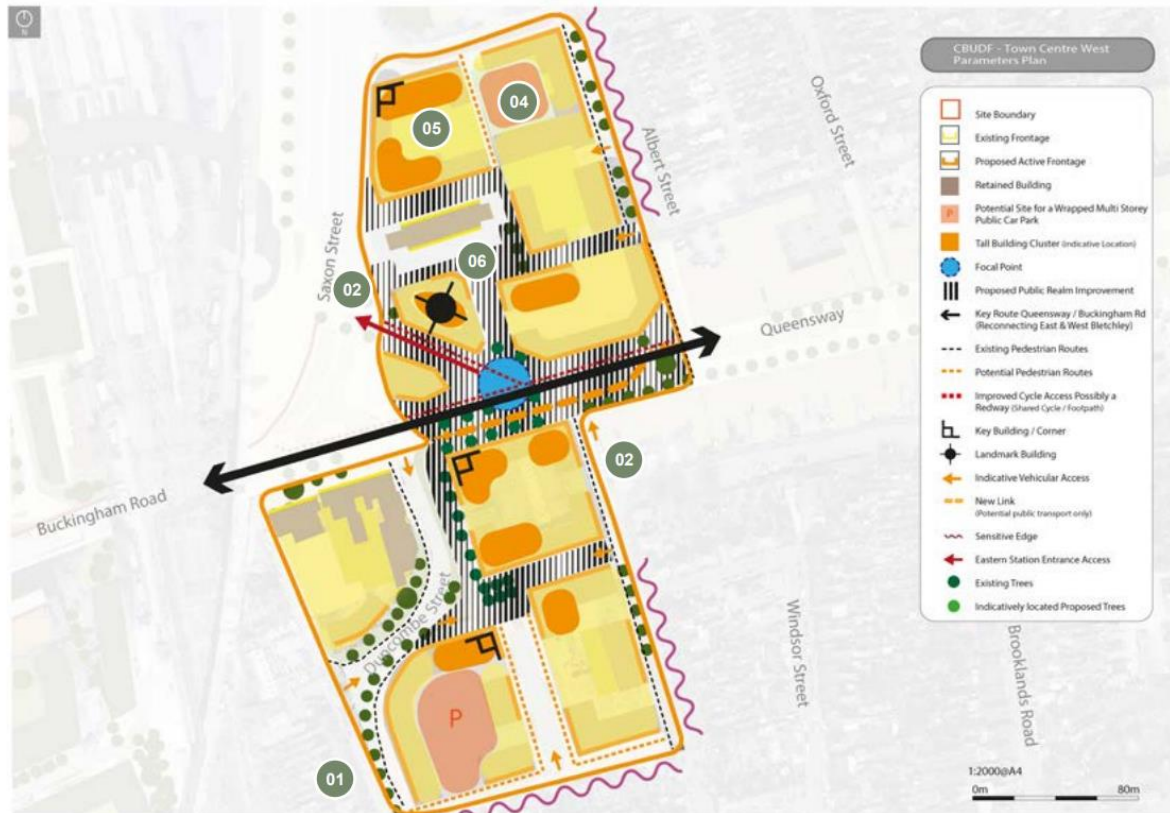 N
CBUDF - Town Centre West
Parameters Plan
Site Boundary
Existing Frontage
Proposed Active Frontage
Retained Building
P
Potential Site for a Wrapped Multi Storey
Public Car Park
Tall Building Cluster (Indicative Location)
Focal Point
Proposed Public Realm Improvement
Key Route Queensway / Buckingham Rd
(Reconnecting East & West Bletchley)
Existing Pedestrian Routes
Potential Pedestrian Routes
Improved Cycle Access Possibly a
Redway (Shared Cycle / Footpath)
Key Building / Corner
Landmark Building
Indicative Vehicular Access
New Link
(Potential public transport only)
Sensitive Edge
Eastern Station Entrance Access
Existing Trees
Indicatively located Proposed Trees
1:2000@A4
0m 80m
04
05
Oxford Street
Albert Street
Saxon Street
06
02
Queensway
02
Buckingham Road
Duncombe Street
Windsor Street
Brooklands Road
P
01